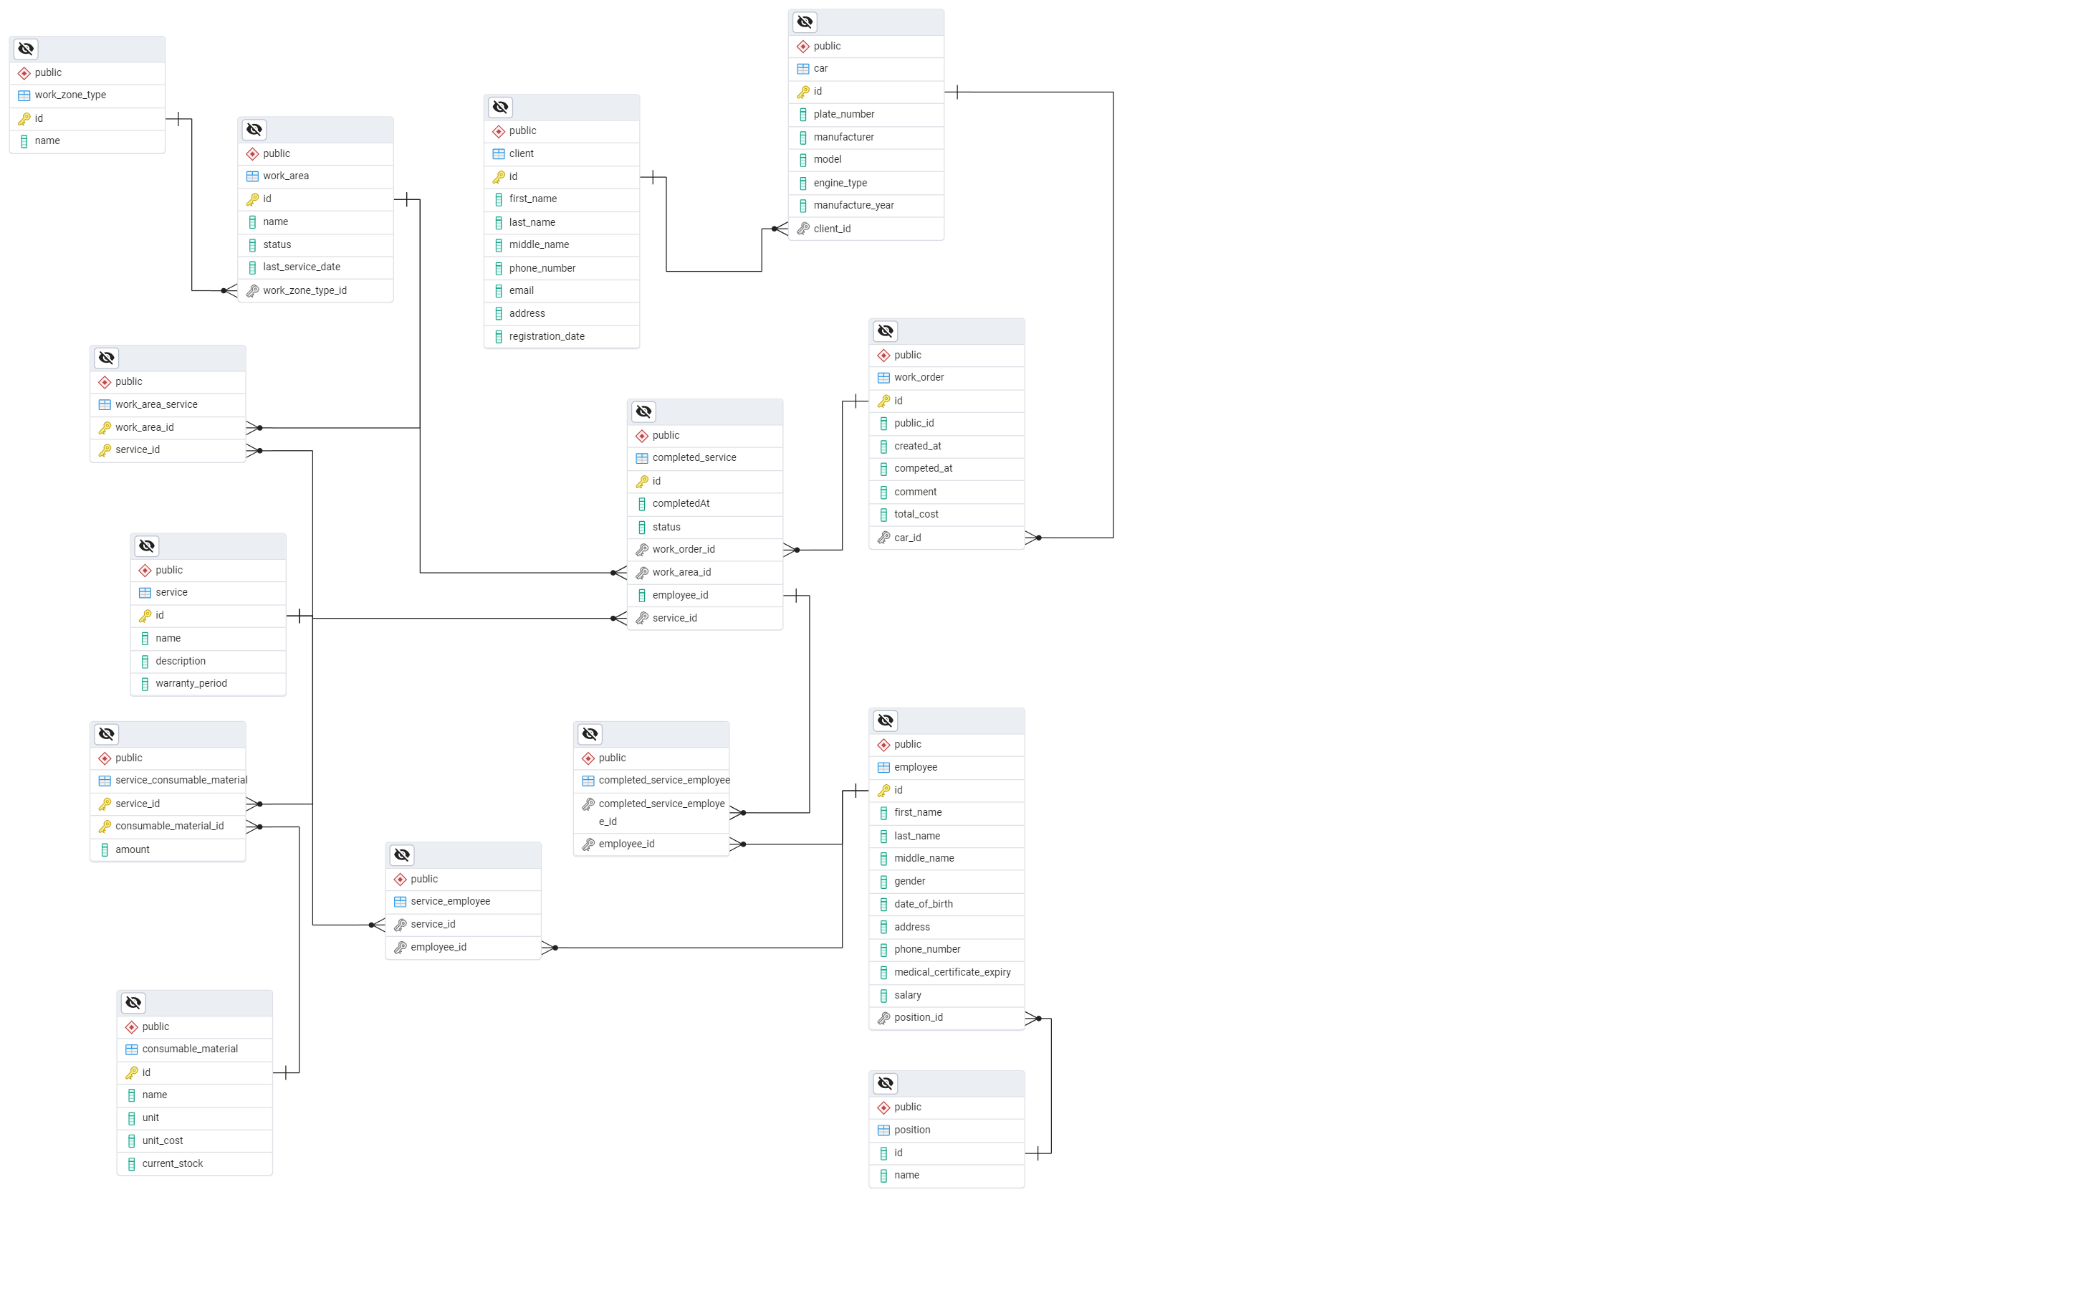 public
work_zone_type
id
name
public
work_area
id
name
status
last_service_date
work_zone_type_id
public
client
id
first_name
last_name
middle_name
phone_number
email
address
registration_date
public
car
id
plate_number
manufacturer
model
engine_type
manufacture_year
client_id
public
work_area_service
work_area_id
service_id
public
completed_service
id
completedAt
status
work_order_id
work_area_id
employee_id
service_id
public
work_order
id
public_id
created_at
competed_at
comment
total_cost
car_id
public
service
id
name
description
warranty_period
public
service_consumable_material
service_id
consumable_material_id
amount
public
service_employee
service_id
employee_id
public
completed_service_employee
completed_service_employe
e_id
employee_id
public
employee
id
first_name
last_name
middle_name
gender
date_of_birth
address
phone_number
medical_certificate_expiry
salary
position_id
public
consumable_material
id
name
unit
unit_cost
current_stock
public
position
id
name